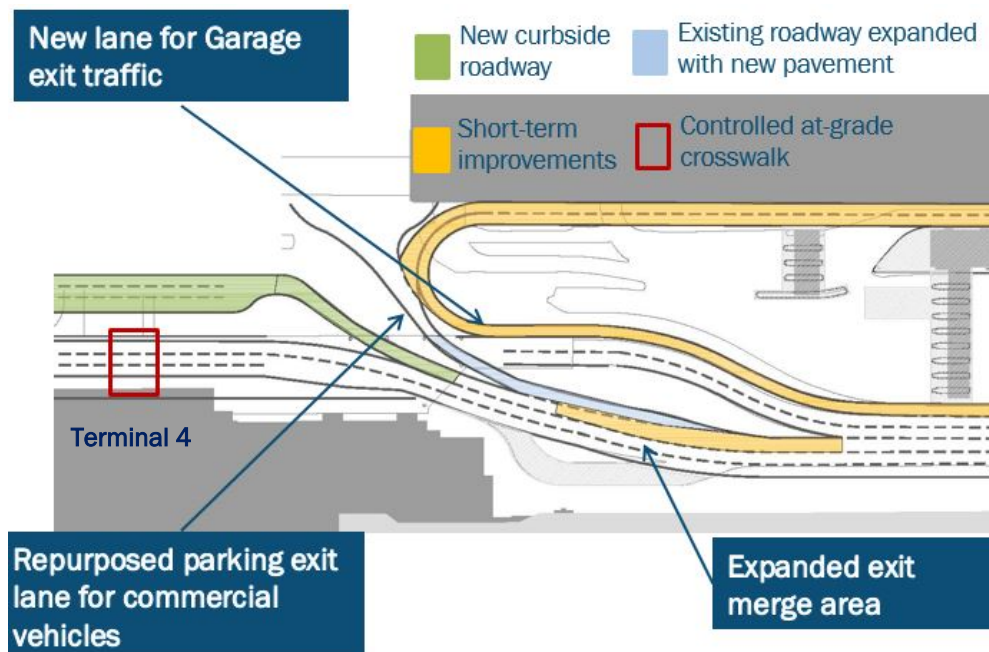 New lane for Garage
exit traffic
New curbside
roadway
Existing roadway expanded
with new pavement
Short-term
improvements
Controlled at-grade
crosswalk
Terminal 4
Repurposed parking exit
lane for commercial
vehicles
Expanded exit
merge area